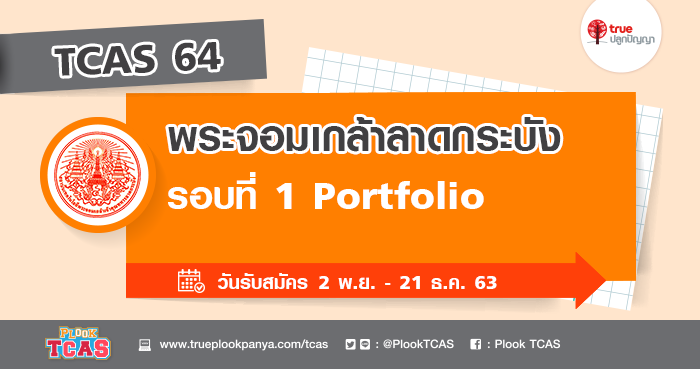 TCAS 64
true
ปลูกปัญญา
พระจอมเกล้าลาดกระบัง
รอบที่ 1 Portfolio
วันรับสมัคร 2 พ.ย. - 21 ธ.ค. 63
PLOOK
TCAS
www.trueplookpanya.com/tcas : @PlookTCAS : Plook TCAS